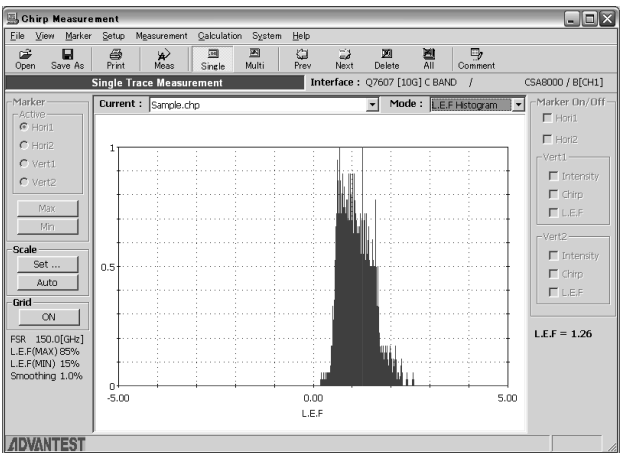 Chirp Measurement
File View Marker Setup Measurement Calculation System Help
Open Save As Print Meas Single Multi Prev Next Delete All Comment
Single Trace Measurement Interface : Q7607 [10G] C BAND / CSA8000 / B[CH1]
Marker
Active
Hori1
Hori2
Vert1
Vert2
Max
Min
Scale
Set ...
Auto
Grid
ON
FSR 150.0[GHz]
L.E.F(MAX) 85%
L.E.F(MIN) 15%
Smoothing 1.0%
Current : Sample.chp Mode : L.E.F Histogram
1
0.5
0
-5.00 0.00 5.00
L.E.F
Marker On/Off
Hori1
Hori2
Vert1
Intensity
Chirp
L.E.F
Vert2
Intensity
Chirp
L.E.F
L.E.F = 1.26
ADVANTEST